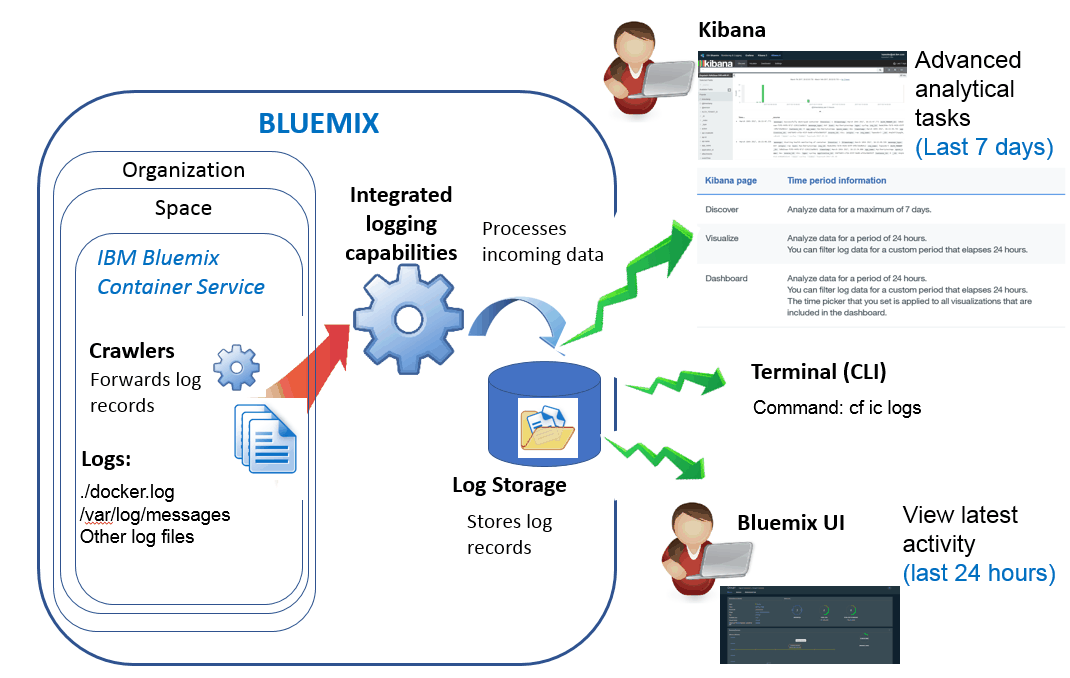 BLUEMIX
Organization
Space
IBM Bluemix
Container Service
Crawlers
Forwards log
records
Logs:
./docker.log
/var/log/messages
Other log files
Integrated
logging
capabilities
Processes
incoming data
Log Storage
Stores log
records
Kibana
kibana
Advanced
analytical
tasks
(Last 7 days)
Kibana page Time period information
Discover Analyze data for a maximum of 7 days.
Visualize Analyze data for a period of 24 hours.
You can filter log data for a custom period that elapses 24 hours.
Dashboard Analyze data for a period of 24 hours.
You can filter log data for a custom period that elapses 24 hours.
The time picker that you set is applied to all visualizations that are
included in the dashboard.
Terminal (CLI)
Command: cf ic logs
Bluemix UI
View latest
activity
(last 24 hours)